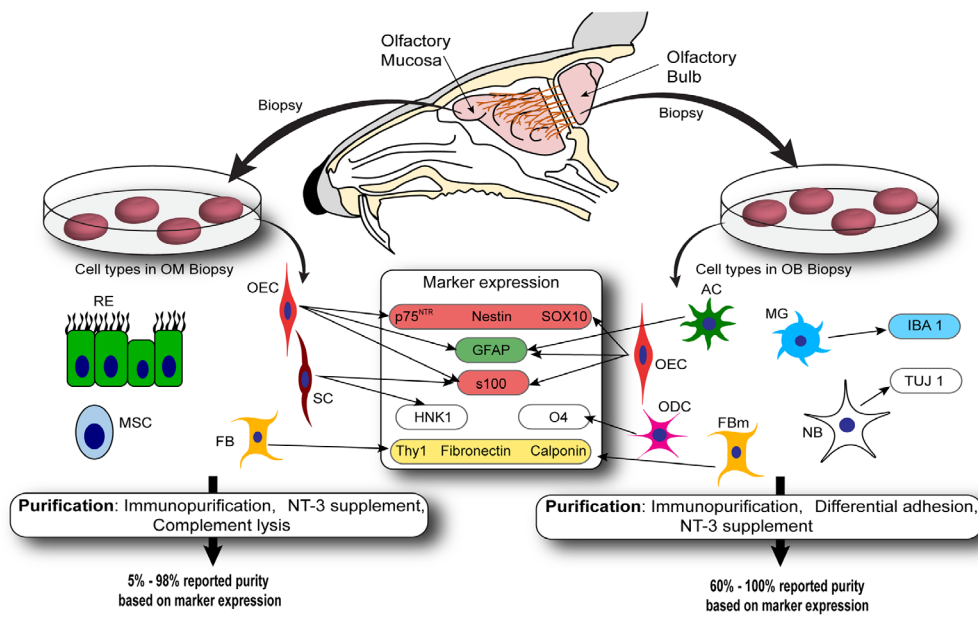 Olfactory
Mucosa
Olfactory
Bulb
Biopsy
Biopsy
Cell types in OM Biopsy
Cell types in OB Biopsy
RE
OEC
MSC
SC
FB
Marker expression
p75NTR Nestin SOX10
GFAP
s100
HNK1 O4
Thy1 Fibronectin Calponin
AC
MG
IBA 1
OEC
TUJ 1
ODC
FBm
NB
Purification: Immunopurification, NT-3 supplement,
Complement lysis
Purification: Immunopurification, Differential adhesion,
NT-3 supplement
5% - 98% reported purity
based on marker expression
60% - 100% reported purity
based on marker expression